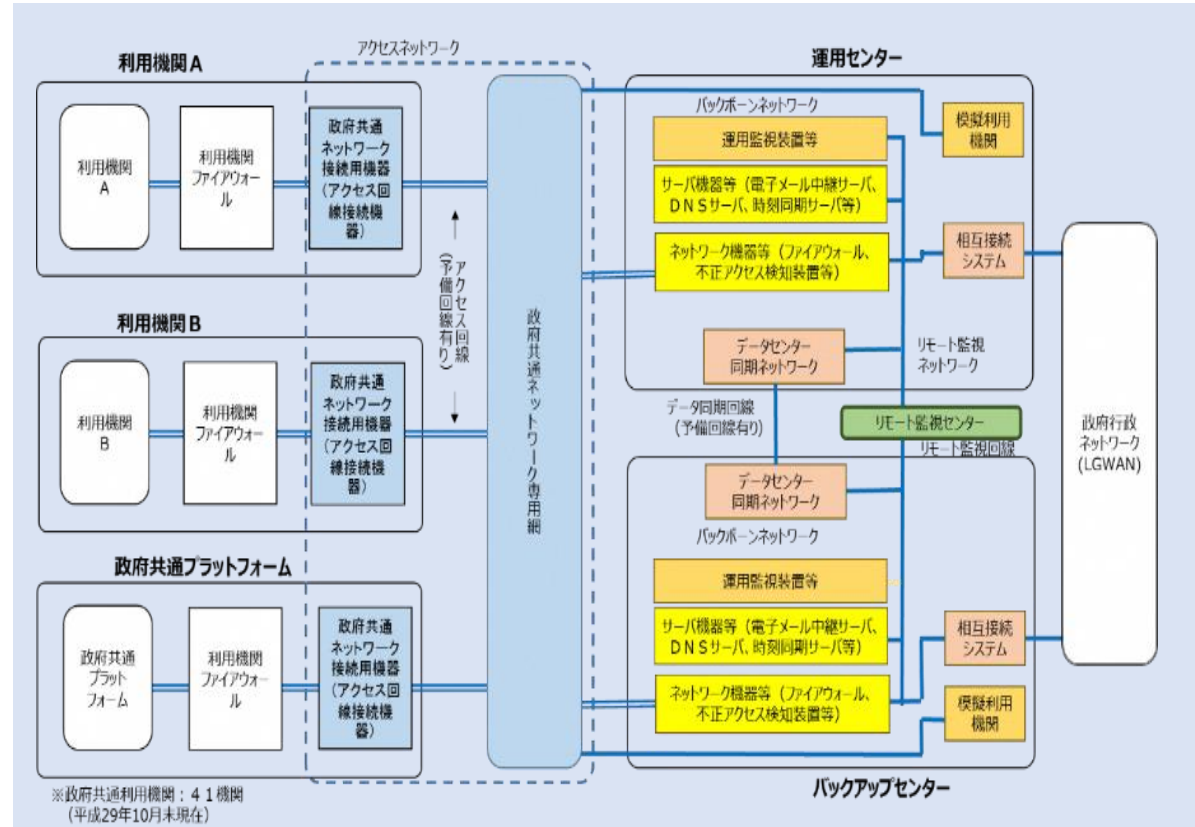 アクセスネットワーク
利用機関A
利用機関
A
利用機関
ファイアウォー
ル
政府共通
ネットワーク
接続用機器
(アクセス回
線接続機
器)
利用機関B
利用機関
B
利用機関
ファイアウォー
ル
政府共通
ネットワーク
接続用機器
(アクセス回
線接続機
器)
政府共通プラットフォーム
政府共通
プラット
フォーム
利用機関
ファイアウォー
ル
政府共通
ネットワーク
接続用機器
(アクセス回
線接続機
器)
※政府共通利用機関:41機関
(平成29年10月末現在)
アクセス回線
(予備回線有り)
政府共通ネットワーク専用網
運用センター
バックボーンネットワーク
運用監視装置等
サーバ機器等(電子メール中継サーバ、
DNSサーバ、時刻同期サーバ等)
ネットワーク機器等(ファイアウォール、
不正アクセス検知装置等)
模擬利用
機関
相互接続
システム
データセンター
同期ネットワーク
リモート監視
ネットワーク
データ同期回線
(予備回線有り)
リモート監視センター
リモート監視回線
データセンター
同期ネットワーク
バックボーンネットワーク
運用監視装置等
サーバ機器等(電子メール中継サーバ、
DNSサーバ、時刻同期サーバ等)
ネットワーク機器等(ファイアウォール、
不正アクセス検知装置等)
相互接続
システム
模擬利用
機関
バックアップセンター
政府行政
ネットワーク
(LGWAN)